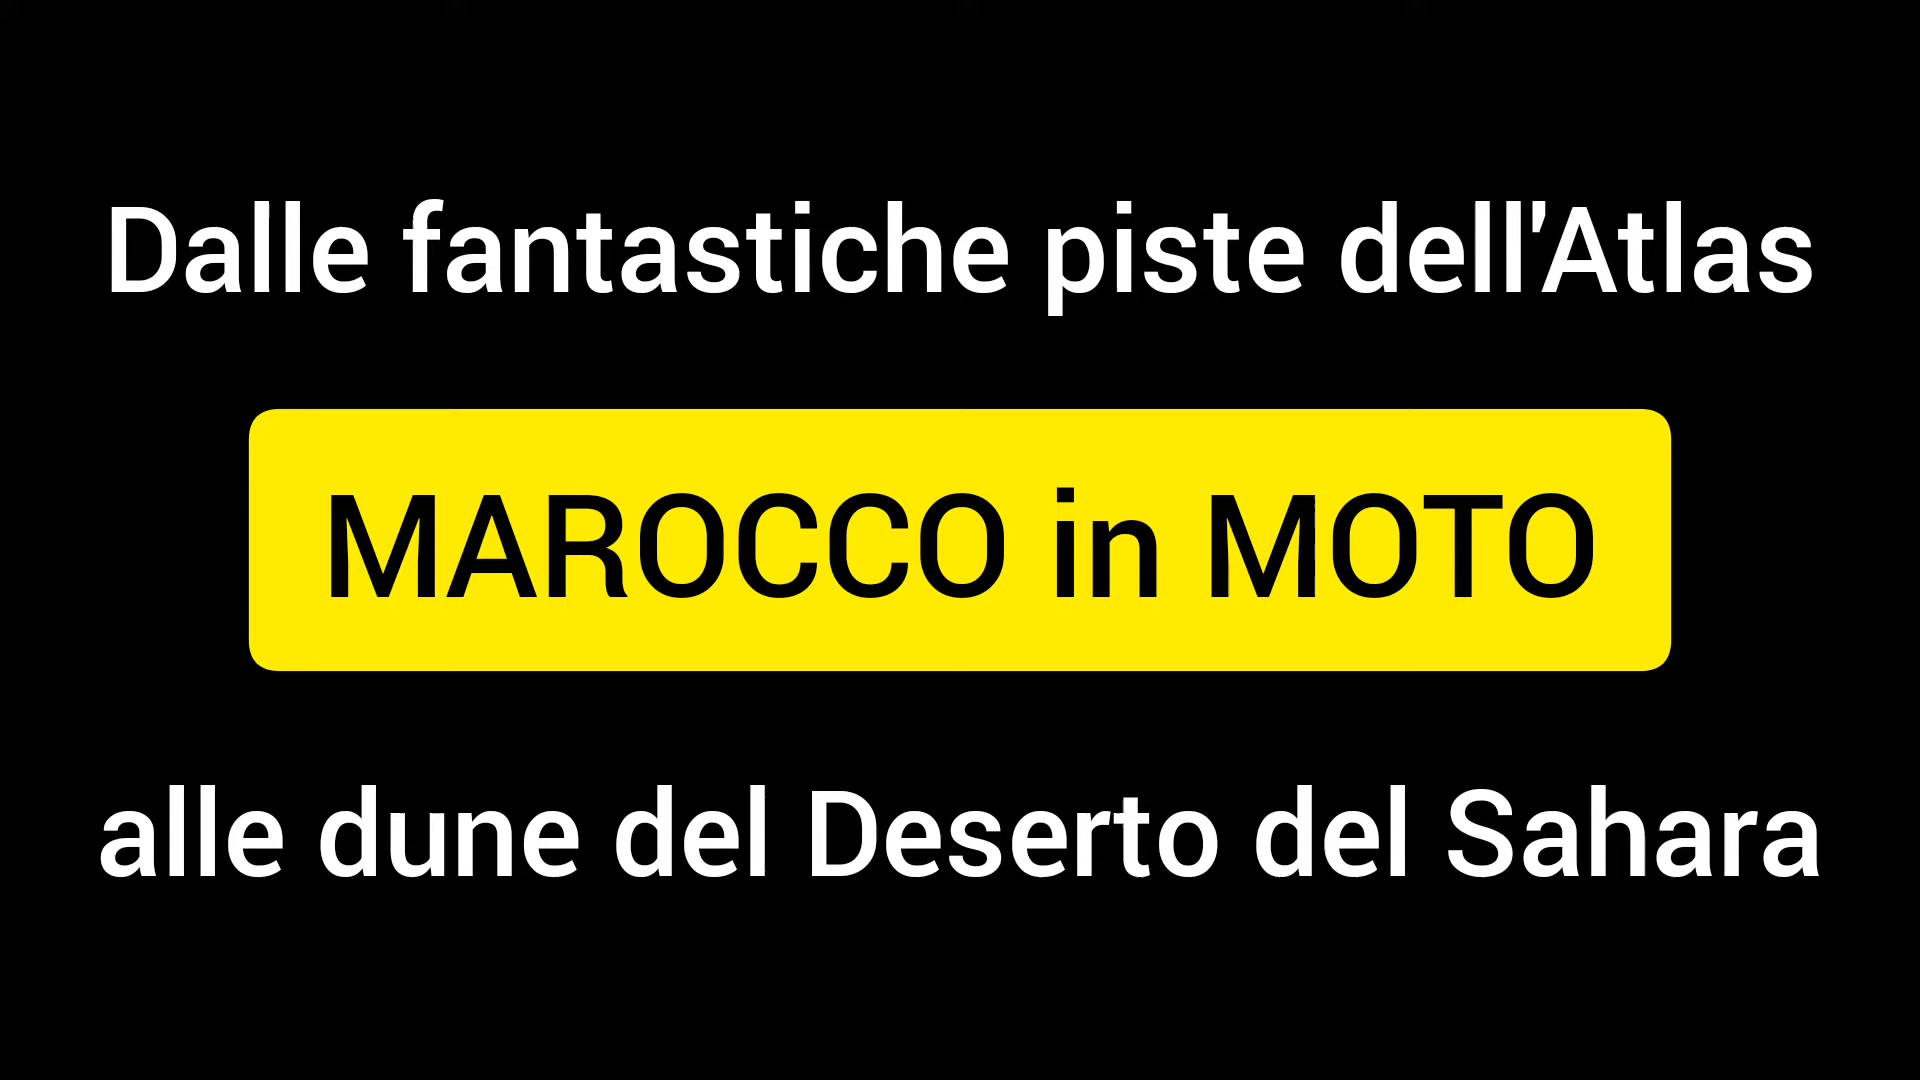 Dalle fantastiche piste dell'Atlas
MAROCCO in MOTO
alle dune del Deserto del Sahara